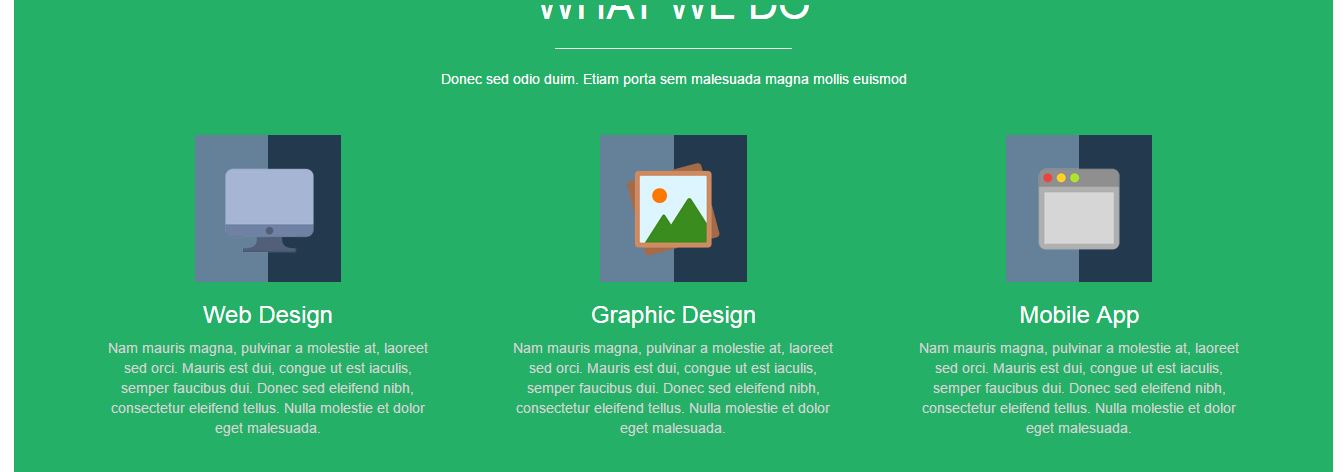 WHAT WE DO
Donec sed odio duim. Etiam porta sem malesuada magna mollis euismod
Web Design
Nam mauris magna, pulvinar a molestie at, laoreet
sed orci. Mauris est dui, congue ut est iaculis,
semper faucibus dui. Donec sed eleifend nibh,
consectetur eleifend tellus. Nulla molestie et dolor
eget malesuada.
Graphic Design
Nam mauris magna, pulvinar a molestie at, laoreet
sed orci. Mauris est dui, congue ut est iaculis,
semper faucibus dui. Donec sed eleifend nibh,
consectetur eleifend tellus. Nulla molestie et dolor
eget malesuada.
Mobile App
Nam mauris magna, pulvinar a molestie at, laoreet
sed orci. Mauris est dui, congue ut est iaculis,
semper faucibus dui. Donec sed eleifend nibh,
consectetur eleifend tellus. Nulla molestie et dolor
eget malesuada.